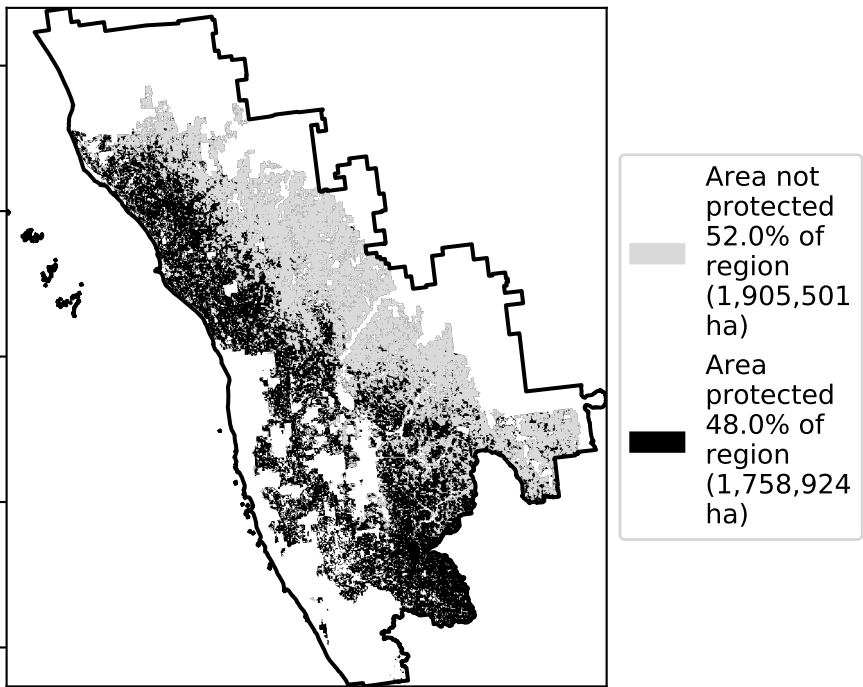 Area not
protected
52.0% of
region
(1,905,501
ha)
Area
protected
48.0% of
region
(1,758,924
ha)